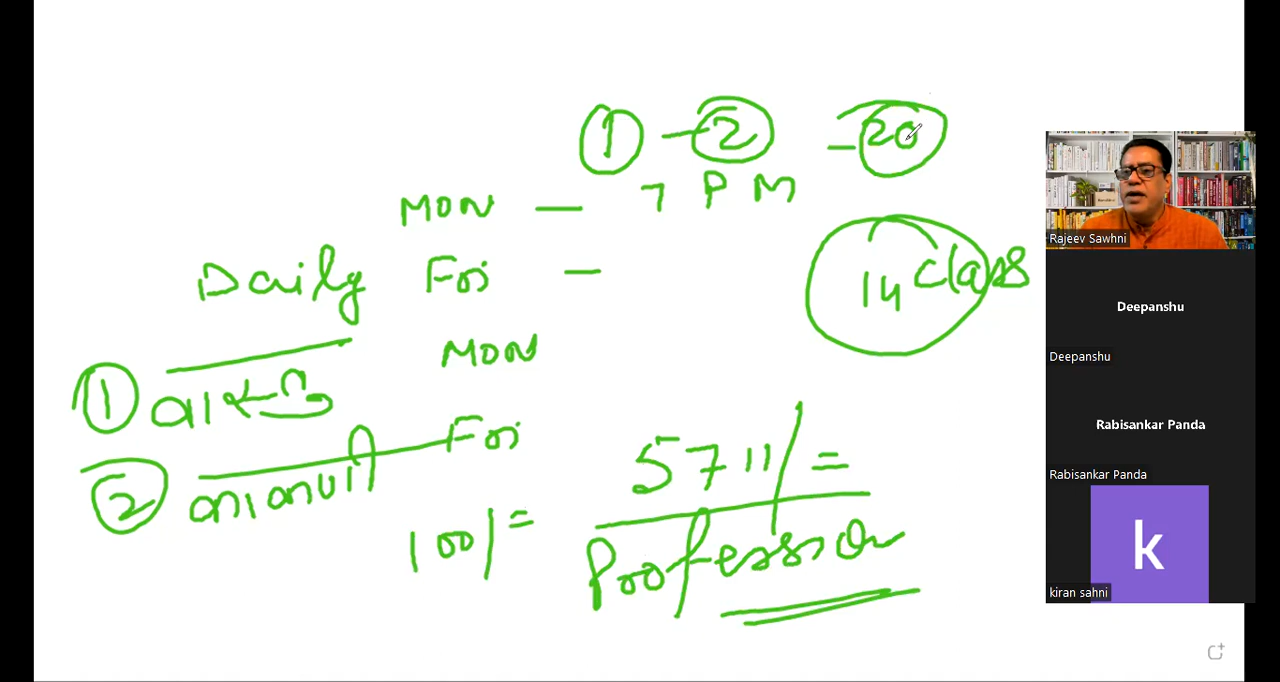 ① – ② – 20
7 PM
MON –
Daily Fri –
14 class
MON
①
② Fri
5711/=
100/=
Profession
Rajeev Sawhni
Deepanshu
Deepanshu
Rabisankar Panda
Rabisankar Panda
k
kiran sahni